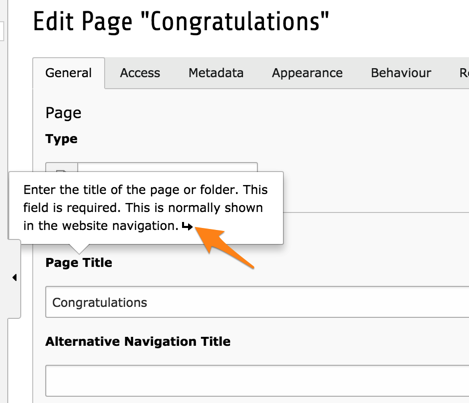 Edit Page "Congratulations"
General Access Metadata Appearance Behaviour
Page
Type
Enter the title of the page or folder. This
field is required. This is normally shown
in the website navigation.
Page Title
Congratulations
Alternative Navigation Title